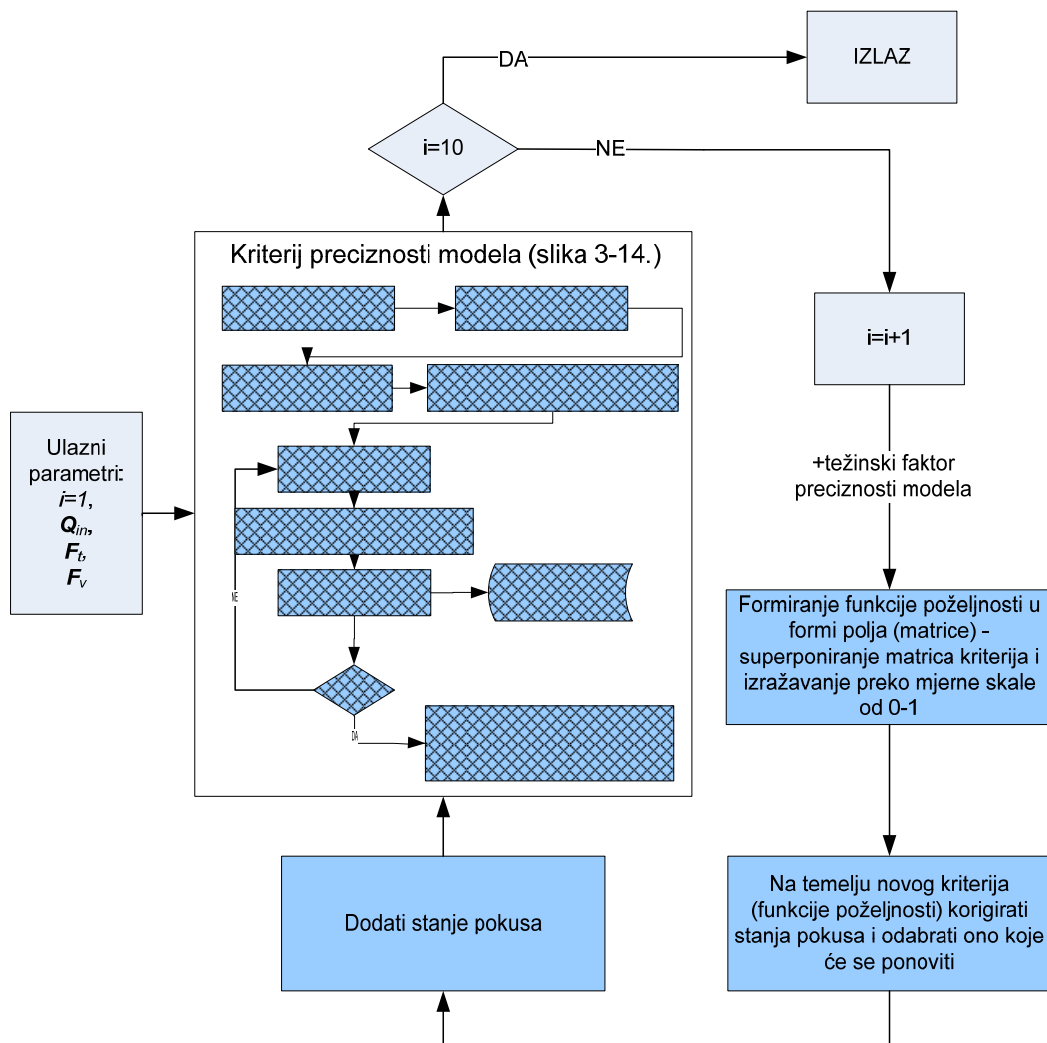 DA
IZLAZ
i=10
NE
Kriterij preciznosti modela (slika 3-14.)
i=i+1
Ulazni
parametri:
i=1,
Qin,
Ft,
Fv
+težinski faktor
preciznosti modela
NE
Formiranje funkcije poželjnosti u
formi polja (matrice) -
superponiranje matrica kriterija i
izražavanje preko mjerne skale
od 0-1
DA
Dodati stanje pokusa
Na temelju novog kriterija
(funkcije poželjnosti) korigirati
stanja pokusa i odabrati ono koje
će se ponoviti